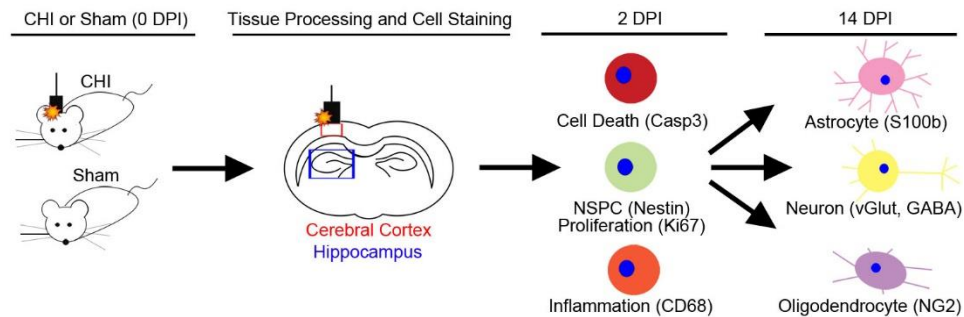 CHI or Sham (0 DPI)
Tissue Processing and Cell Staining
2 DPI
14 DPI
CHI
Sham
Cerebral Cortex
Hippocampus
Cell Death (Casp3)
NSPC (Nestin)
Proliferation (Ki67)
Inflammation (CD68)
Astrocyte (S100b)
Neuron (vGlut, GABA)
Oligodendrocyte (NG2)